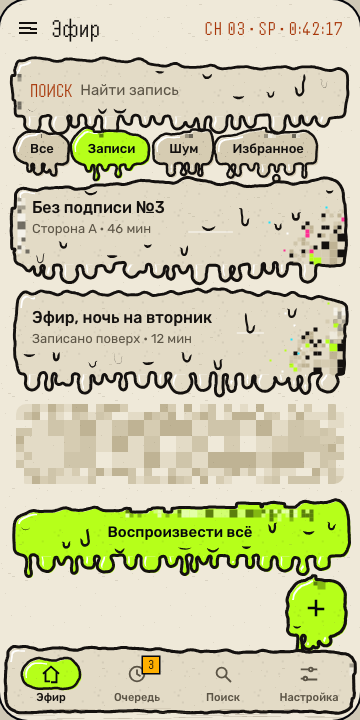 Эфир
CH 03 • SP • 0:42:17
ПОИСК Найти запись
Все
Записи
Шум
Избранное
Без подписи №3
Сторона A • 46 мин
Эфир, ночь на вторник
Записано поверх • 12 мин
Воспроизвести всё
+
3
Эфир
Очередь
Поиск
Настройка